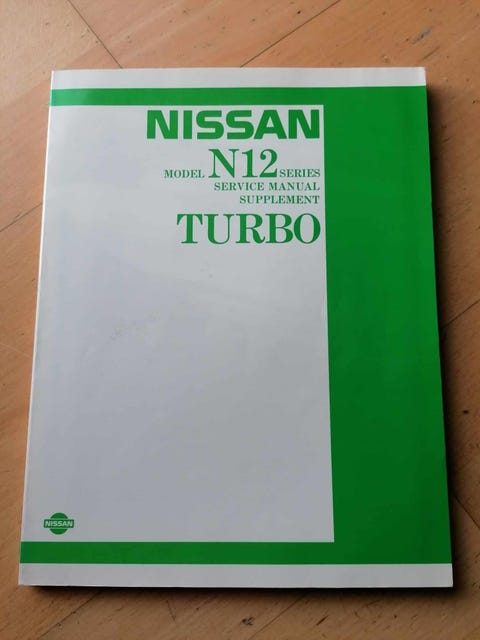 NISSAN
MODEL N12 SERIES
SERVICE MANUAL
SUPPLEMENT
TURBO
NISSAN